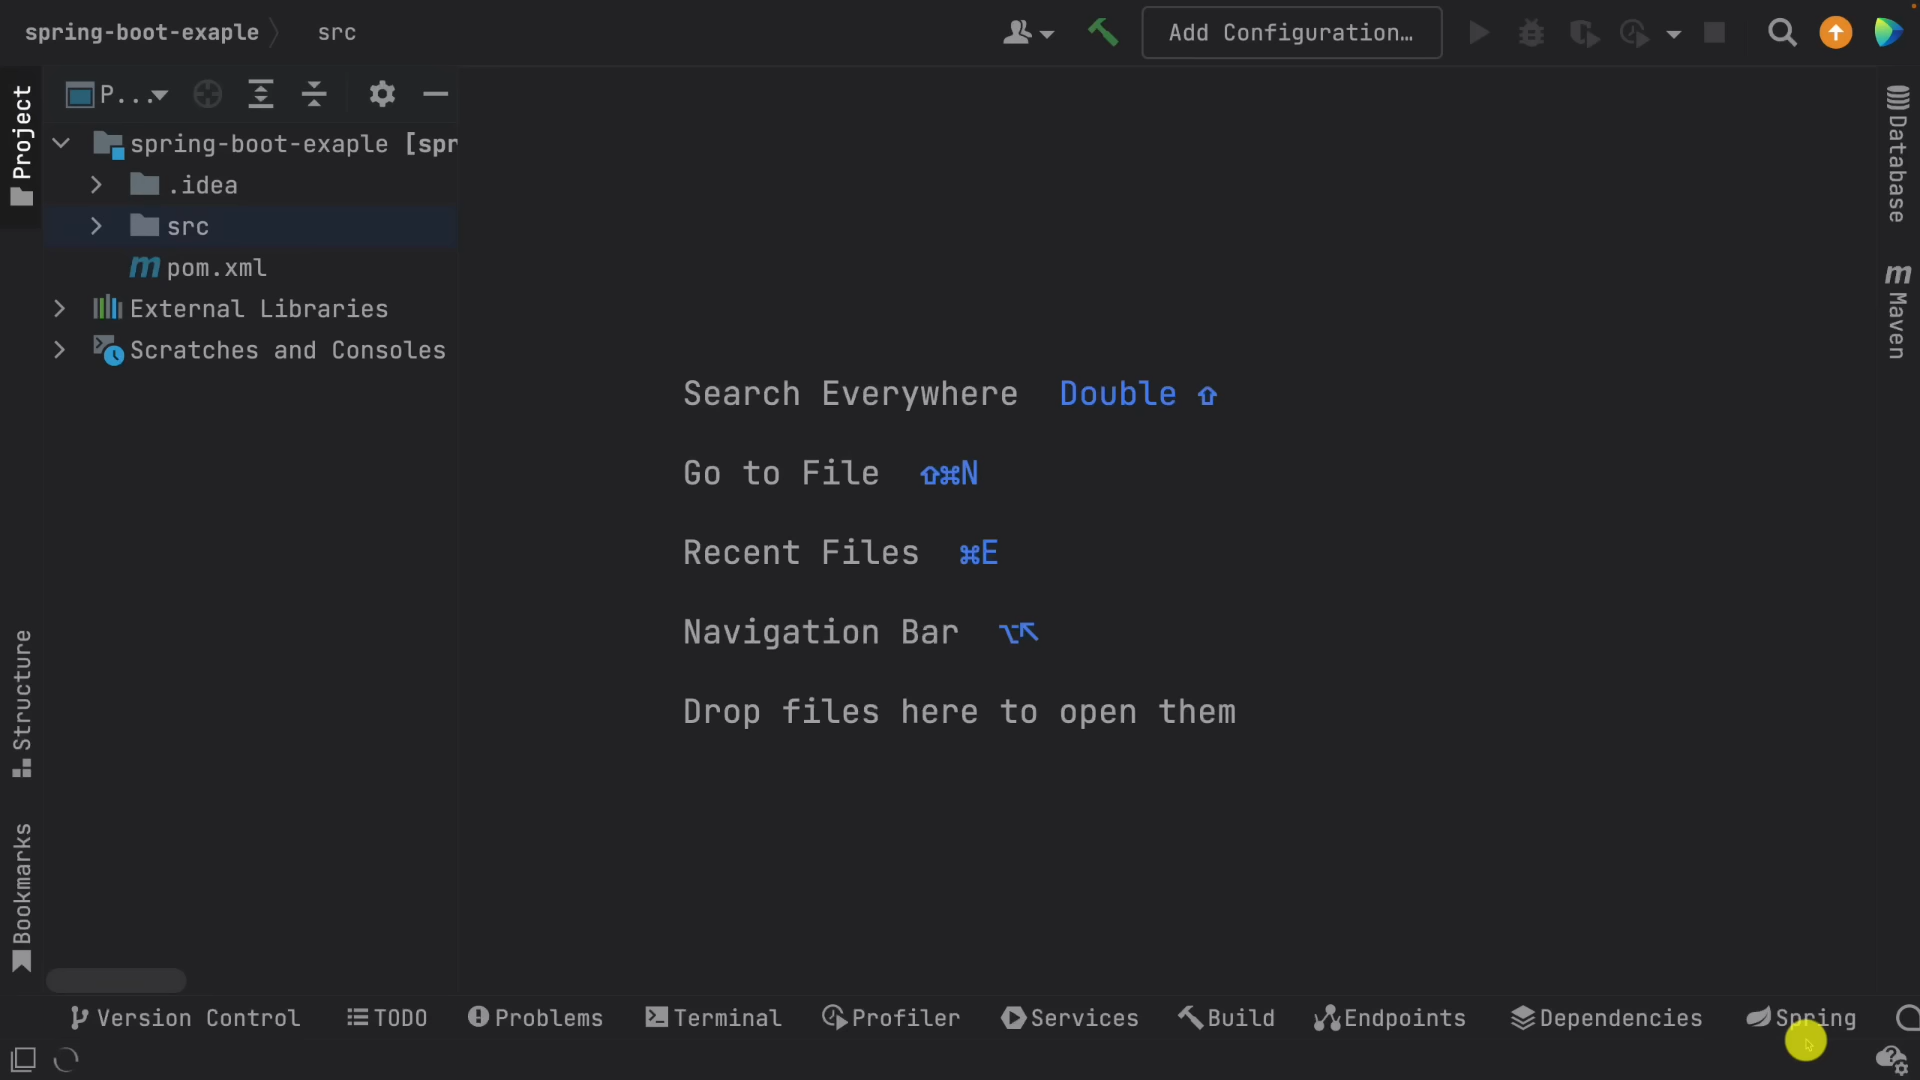 spring-boot-exaple
src
Add Configuration…
P...
spring-boot-exaple [spr
.idea
src
pom.xml
External Libraries
Scratches and Consoles
Project
Structure
Bookmarks
Search Everywhere Double ⇧
Go to File ⇧⌘N
Recent Files ⌘E
Navigation Bar ⌥↖
Drop files here to open them
Database
m Maven
Version Control
TODO
Problems
Terminal
Profiler
Services
Build
Endpoints
Dependencies
Spring